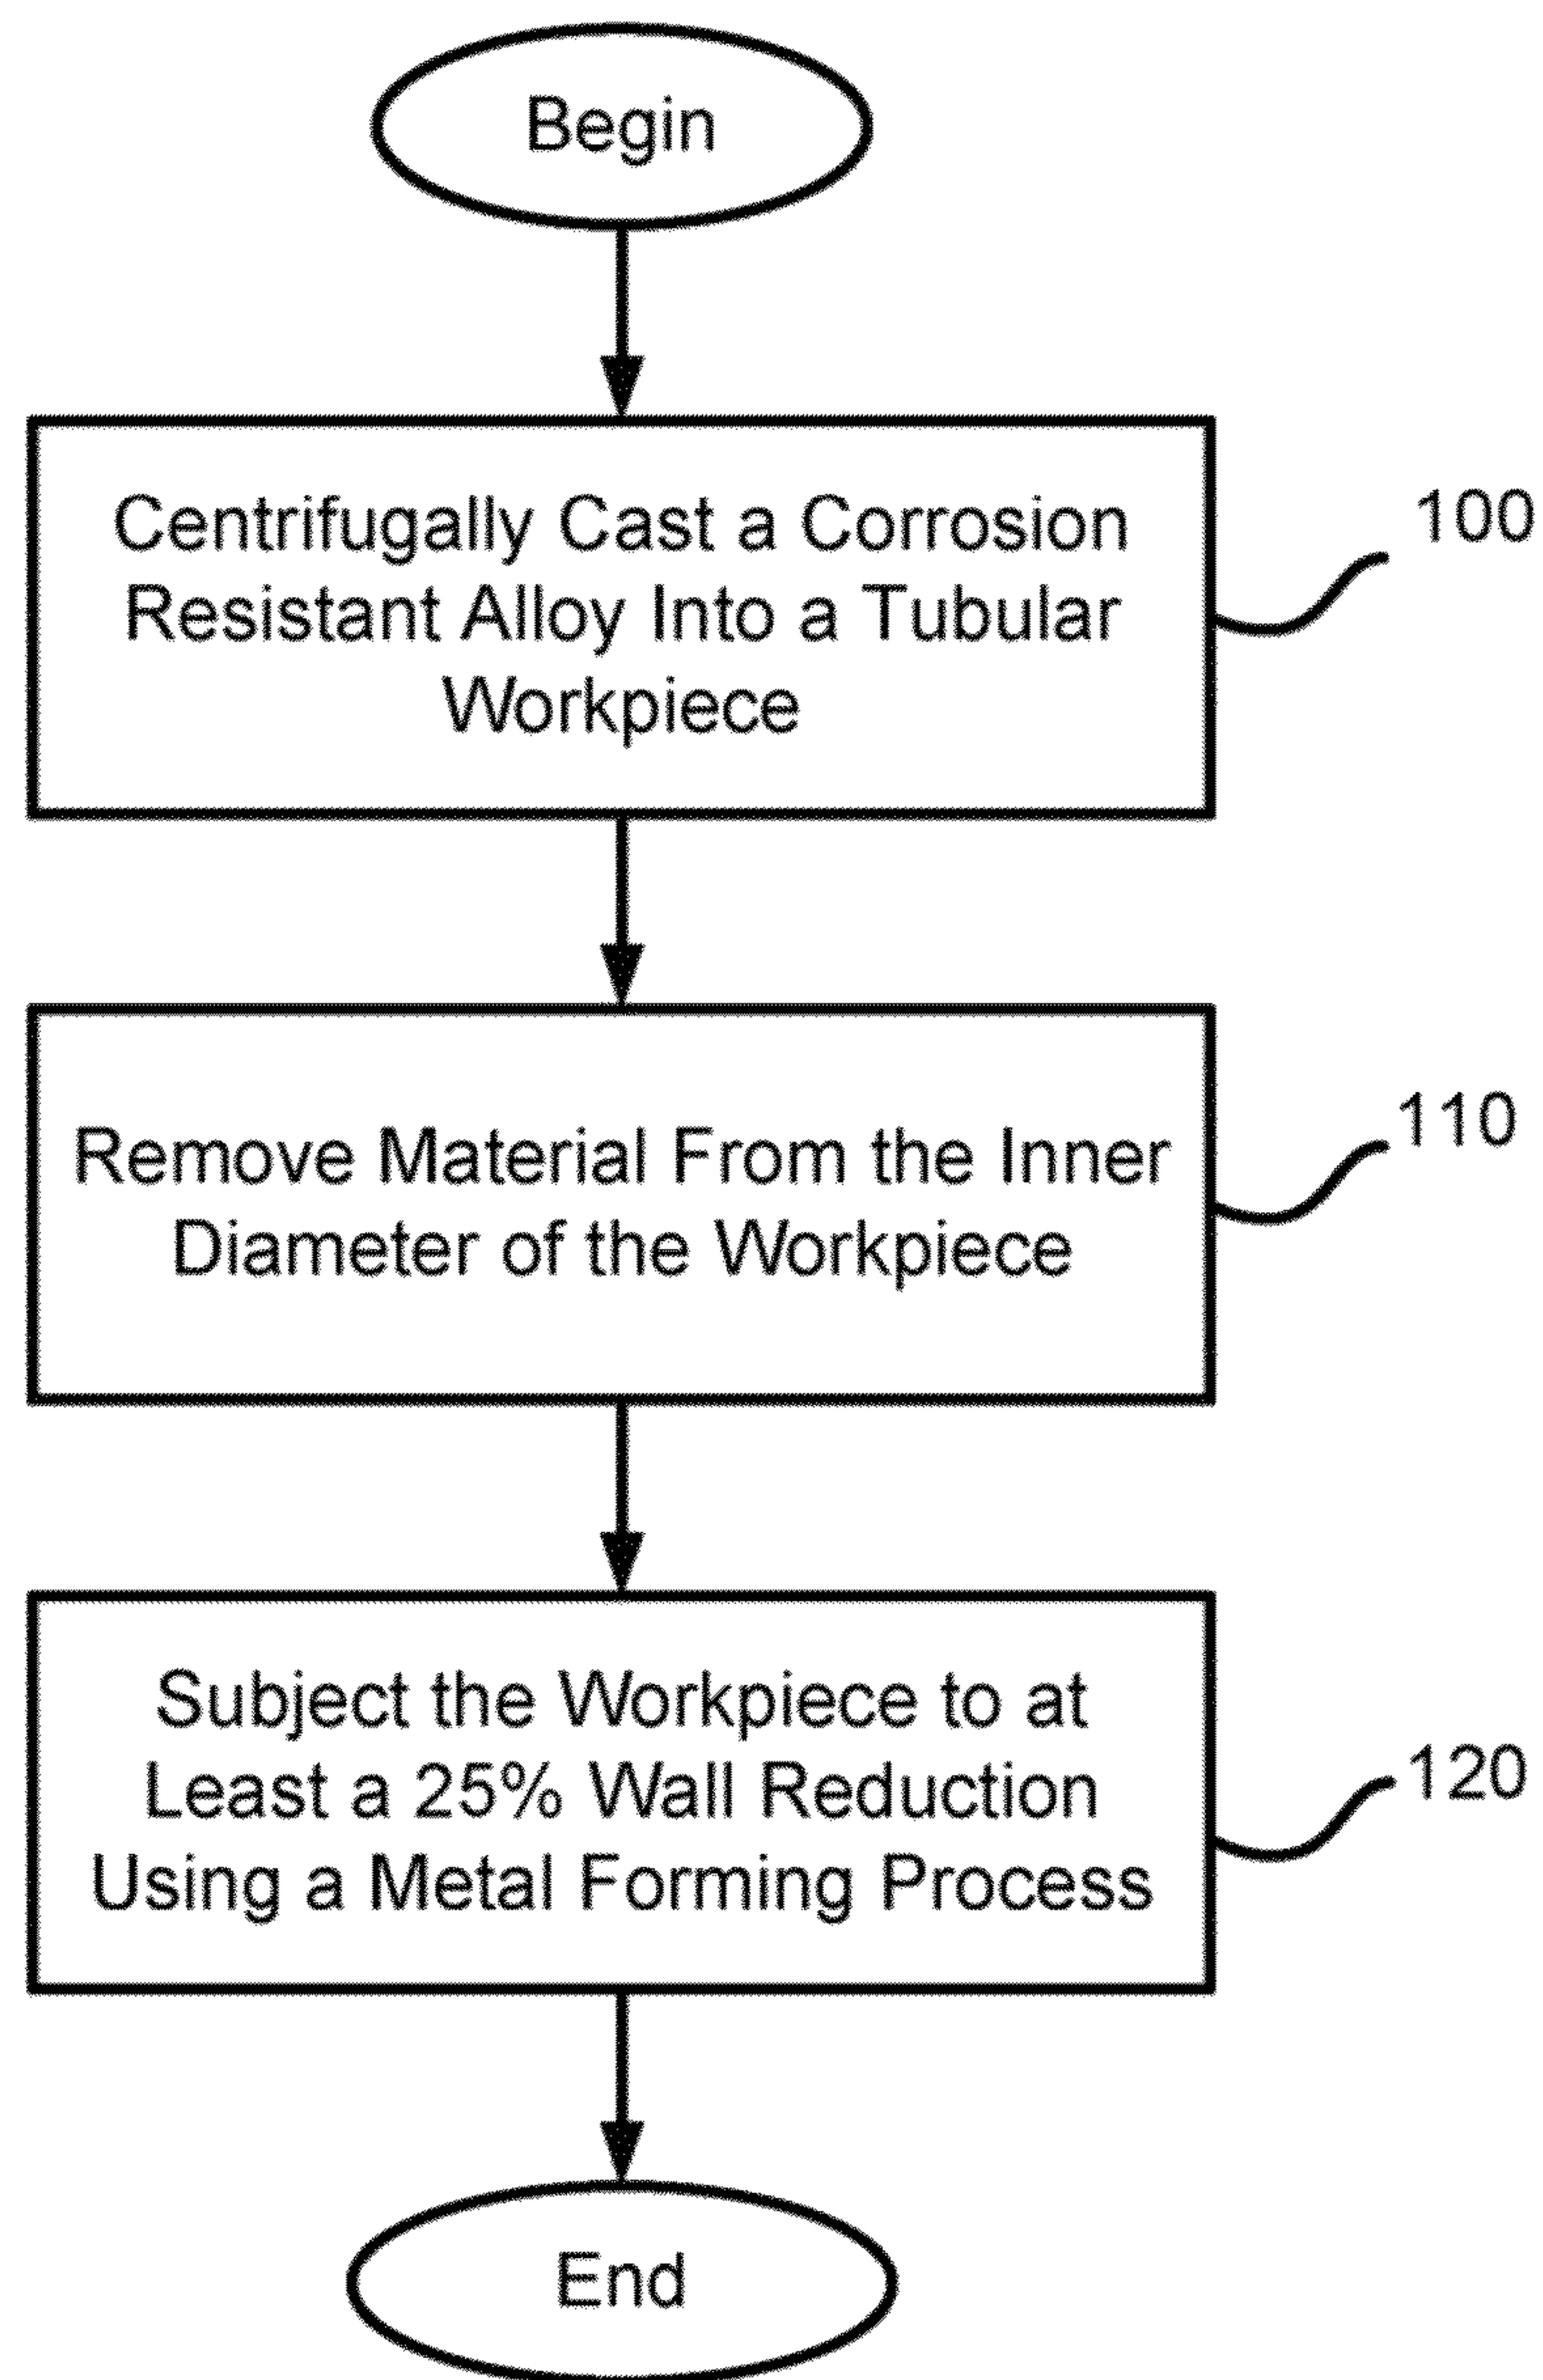 Begin
Centrifugally Cast a Corrosion
Resistant Alloy Into a Tubular
Workpiece
100
Remove Material From the Inner
Diameter of the Workpiece
110
Subject the Workpiece to at
Least a 25% Wall Reduction
Using a Metal Forming Process
120
End